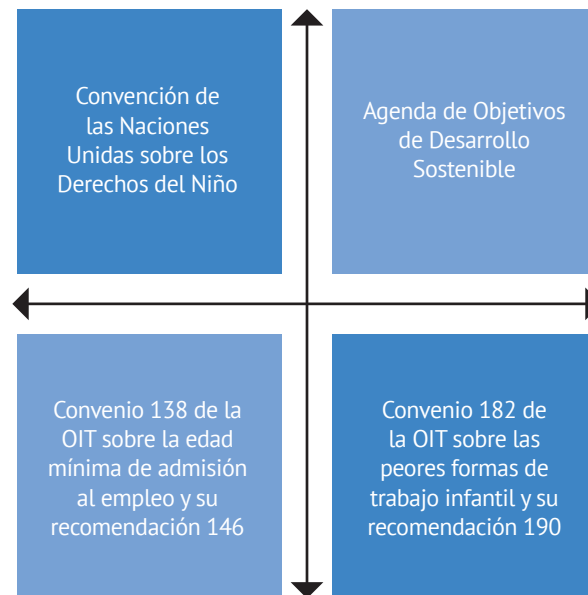 Convención de
las Naciones
Unidas sobre los
Derechos del Niño
Agenda de Objetivos
de Desarrollo
Sostenible
Convenio 138 de la
OIT sobre la edad
mínima de admisión
al empleo y su
recomendación 146
Convenio 182 de
la OIT sobre las
peores formas de
trabajo infantil y su
recomendación 190